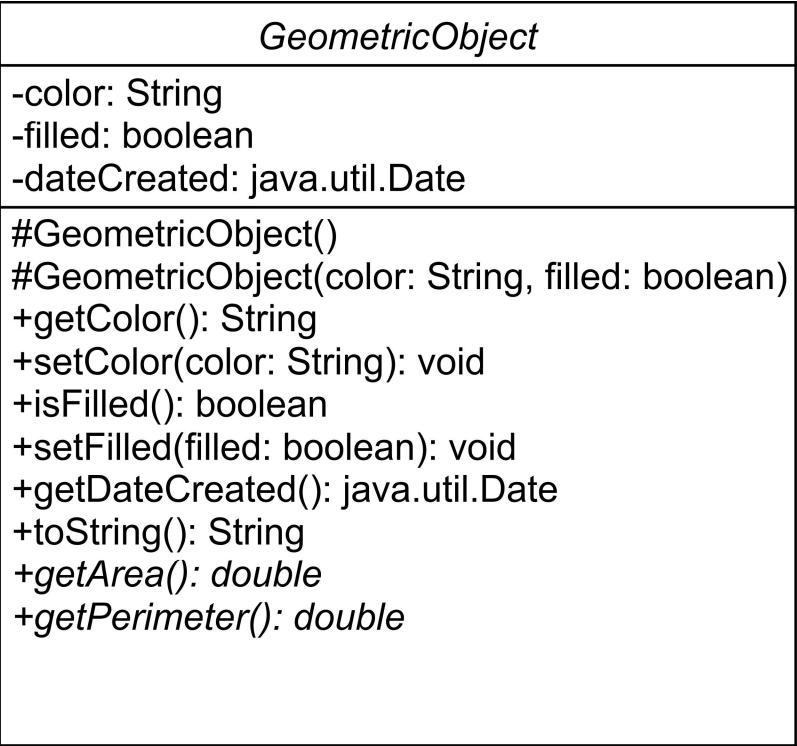 GeometricObject
-color: String
-filled: boolean
-dateCreated: java.util.Date
#GeometricObject()
#GeometricObject(color: String, filled: boolean)
+getColor(): String
+setColor(color: String): void
+isFilled(): boolean
+setFilled(filled: boolean): void
+getDateCreated(): java.util.Date
+toString(): String
+getArea(): double
+getPerimeter(): double